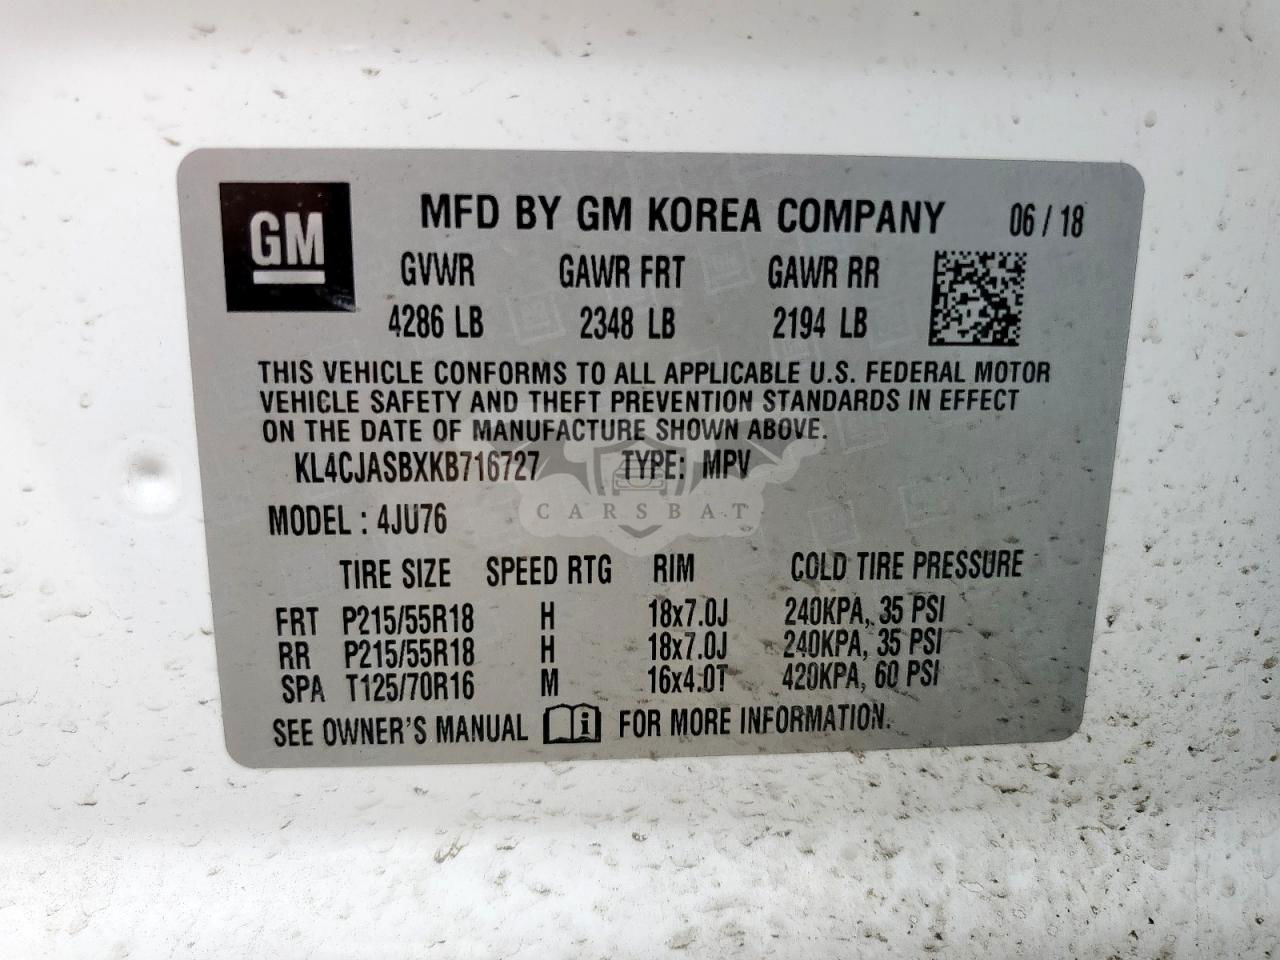 GM
MFD BY GM KOREA COMPANY 06 / 18
GVWR GAWR FRT GAWR RR
4286 LB 2348 LB 2194 LB
THIS VEHICLE CONFORMS TO ALL APPLICABLE U.S. FEDERAL MOTOR
VEHICLE SAFETY AND THEFT PREVENTION STANDARDS IN EFFECT
ON THE DATE OF MANUFACTURE SHOWN ABOVE.
KL4CJASBXKB716727 TYPE: MPV
CARSBAT
MODEL : 4JU76
TIRE SIZE SPEED RTG RIM COLD TIRE PRESSURE
FRT P215/55R18 H 18x7.0J 240KPA, 35 PSI
RR P215/55R18 H 18x7.0J 240KPA, 35 PSI
SPA T125/70R16 M 16x4.0T 420KPA, 60 PSI
SEE OWNER'S MANUAL i FOR MORE INFORMATION.